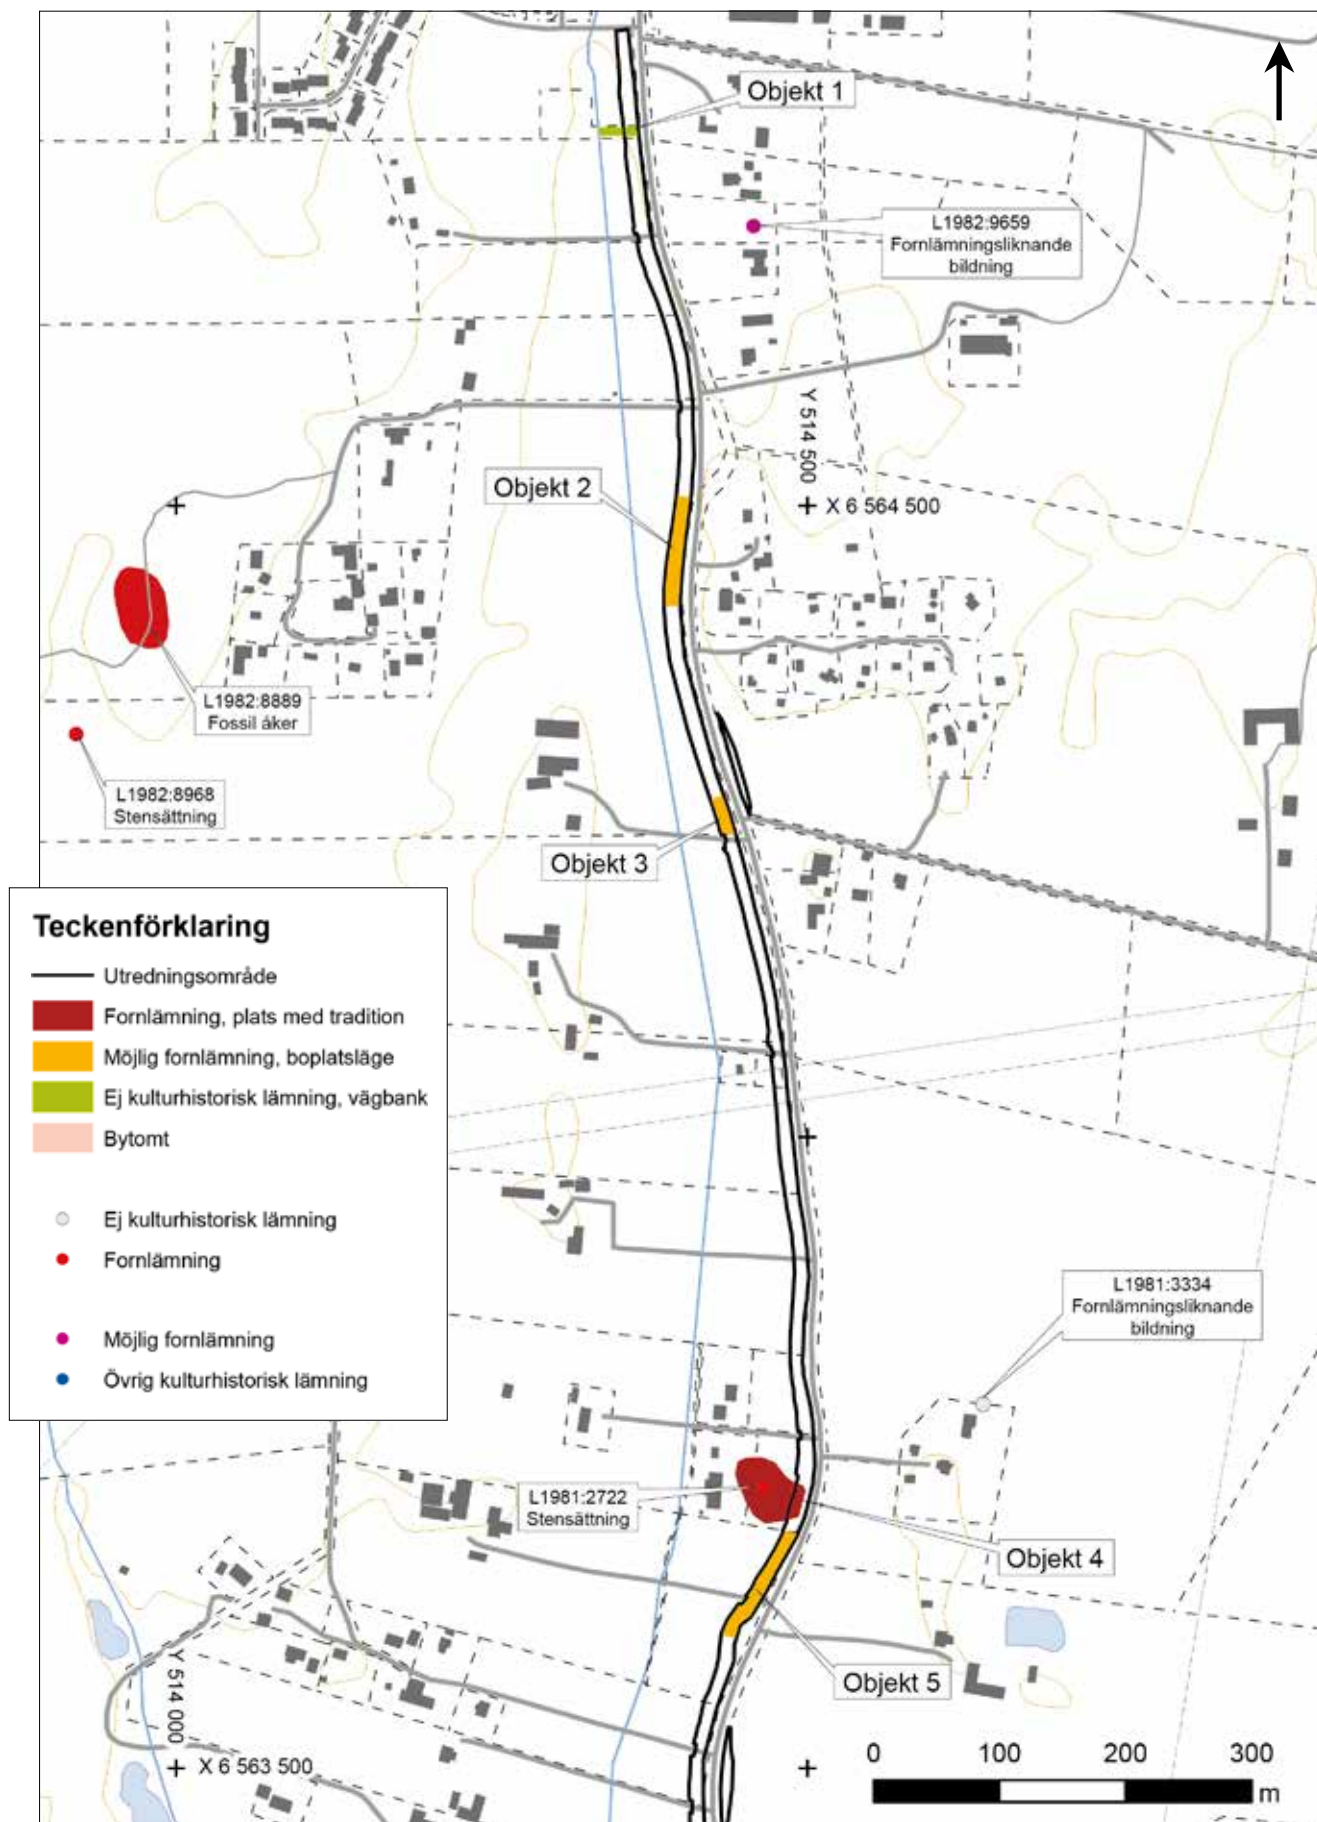 Objekt 1
L1982:9659
Fornlämningsliknande
bildning
Y 514 500
Objekt 2
X 6 564 500
L1982:8889
Fossil åker
L1982:8968
Stensättning
Objekt 3
Teckenförklaring
Utredningsområde
Fornlämning, plats med tradition
Möjlig fornlämning, boplatsläge
Ej kulturhistorisk lämning, vägbank
Bytomt
Ej kulturhistorisk lämning
Fornlämning
Möjlig fornlämning
Övrig kulturhistorisk lämning
L1981:3334
Fornlämningsliknande
bildning
L1981:2722
Stensättning
Objekt 4
Objekt 5
Y 514 000
X 6 563 500
0 100 200 300
m